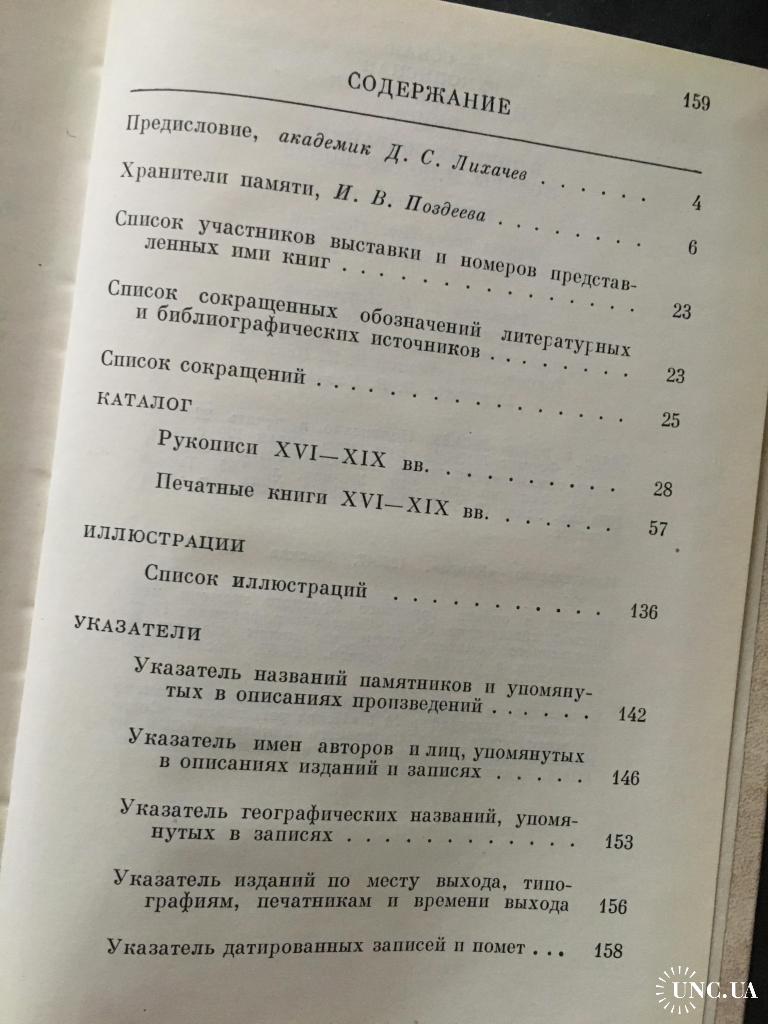 СОДЕРЖАНИЕ 159
Предисловие, академик Д. С. Лихачев . . . . . . 4
Хранители памяти, И. В. Поздеева . . . . . . . . 6
Список участников выставки и номеров представ-
ленных ими книг . . . . . . . . . . . . 23
Список сокращенных обозначений литературных
и библиографических источников . . . . . . 23
Список сокращений . . . . . . . . . . . . 25
КАТАЛОГ
Рукописи XVI—XIX вв. . . . . . . . . . 28
Печатные книги XVI—XIX вв. . . . . . . 57
ИЛЛЮСТРАЦИИ
Список иллюстраций . . . . . . . . . . . 136
УКАЗАТЕЛИ
Указатель названий памятников и упомяну-
тых в описаниях произведений . . . . . . 142
Указатель имен авторов и лиц, упомянутых
в описаниях изданий и записях . . . . . 146
Указатель географических названий, упомя-
нутых в записях . . . . . . . . . . . . 153
Указатель изданий по месту выхода, типо-
графиям, печатникам и времени выхода 156
Указатель датированных записей и помет . . . 158
UNC.UA